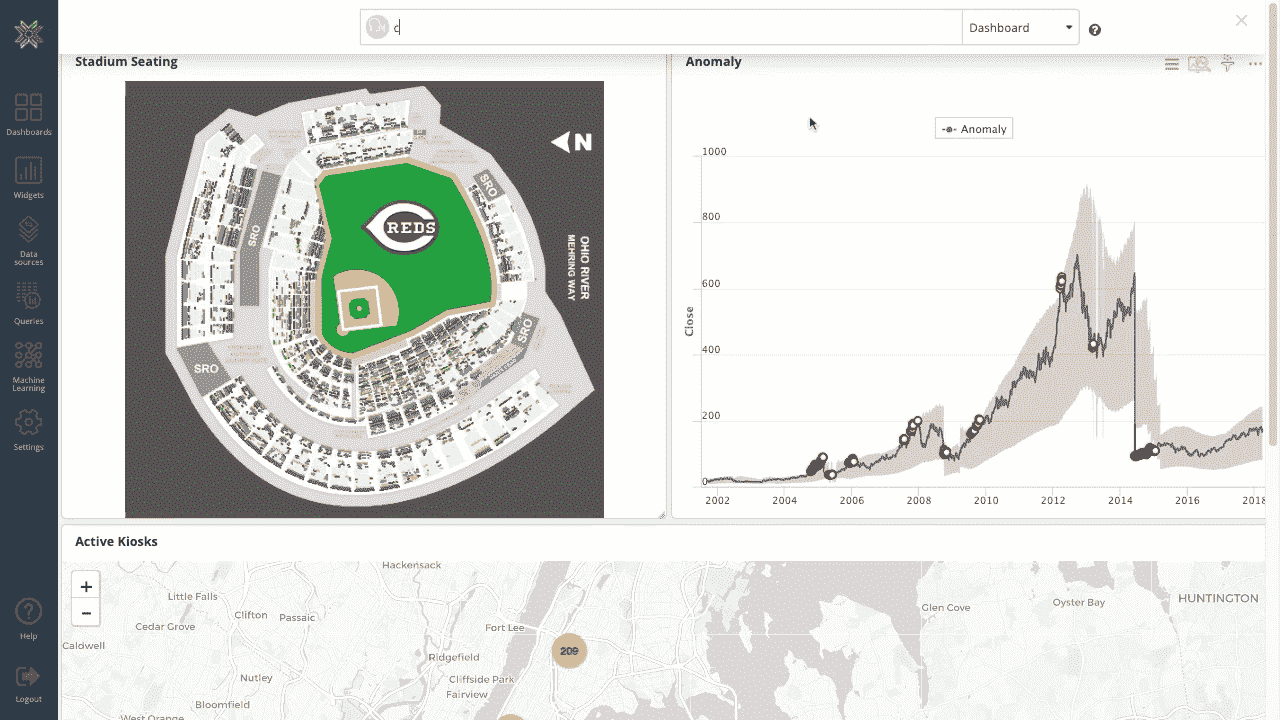 c
Dashboard
Dashboards
Widgets
Data
sources
Queries
Machine
Learning
Settings
Help
Logout
Stadium Seating
N
SRO
SRO
SRO
SRO
REDS
OHIO RIVER
MEHRING WAY
Anomaly
Anomaly
Close
1000
800
600
400
200
0
2002
2004
2006
2008
2010
2012
2014
2016
2018
Active Kiosks
+
−
Hackensack
Little Falls
Clifton
Passaic
Cedar Grove
Caldwell
Fort Lee
209
Ridgefield
Nutley
Cliffside Park
Fairview
Bloomfield
West Orange
Glen Cove
Oyster Bay
HUNTINGTON